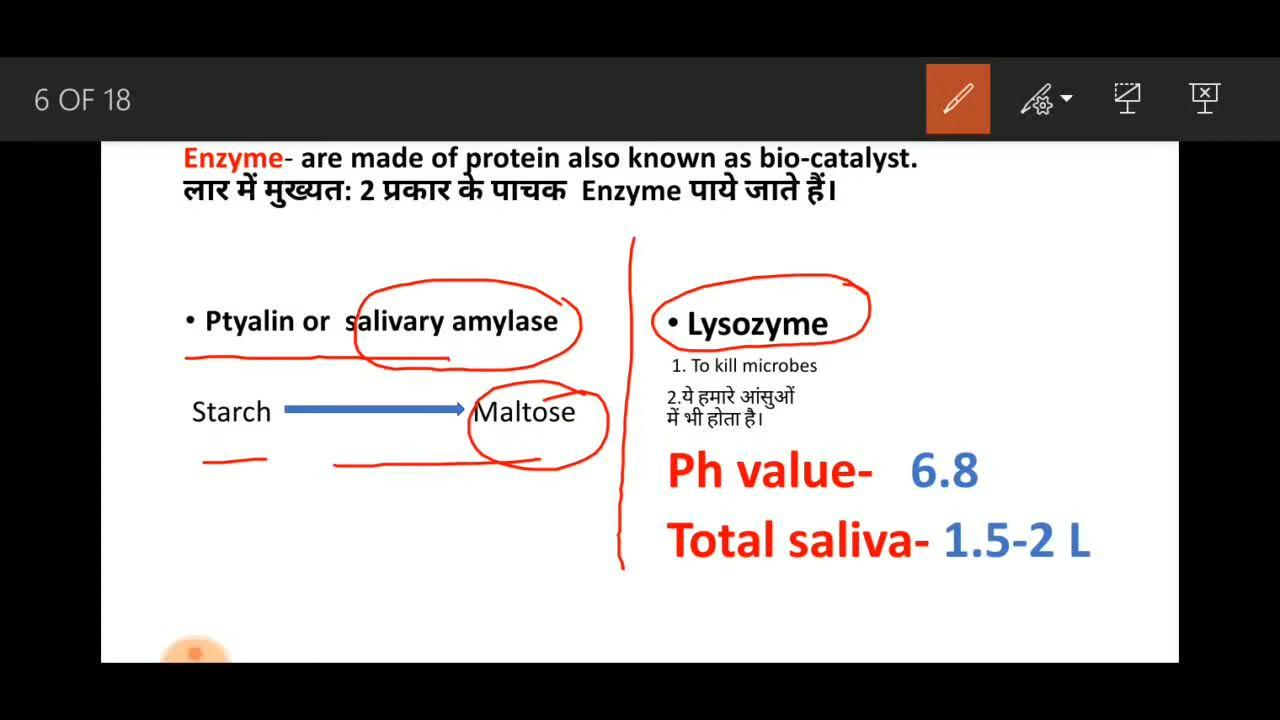 6 OF 18
Enzyme- are made of protein also known as bio-catalyst.
लार में मुख्यत: 2 प्रकार के पाचक Enzyme पाये जाते हैं।
• Ptyalin or salivary amylase
Starch Maltose
• Lysozyme
1. To kill microbes
2.ये हमारे आंसुओं
में भी होता है।
Ph value- 6.8
Total saliva- 1.5-2 L